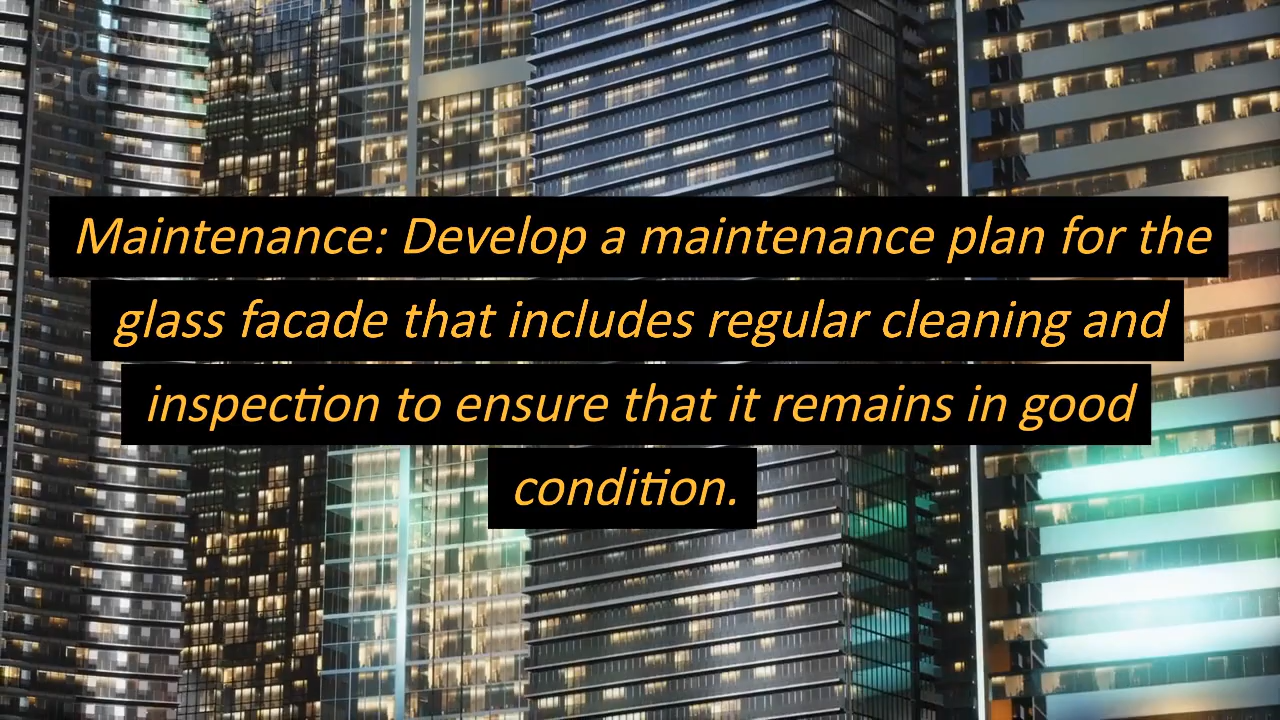 Maintenance: Develop a maintenance plan for the
glass facade that includes regular cleaning and
inspection to ensure that it remains in good
condition.